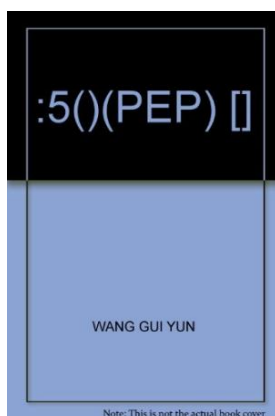 :5()(PEP) []
WANG GUI YUN
Note: This is not the actual book cover